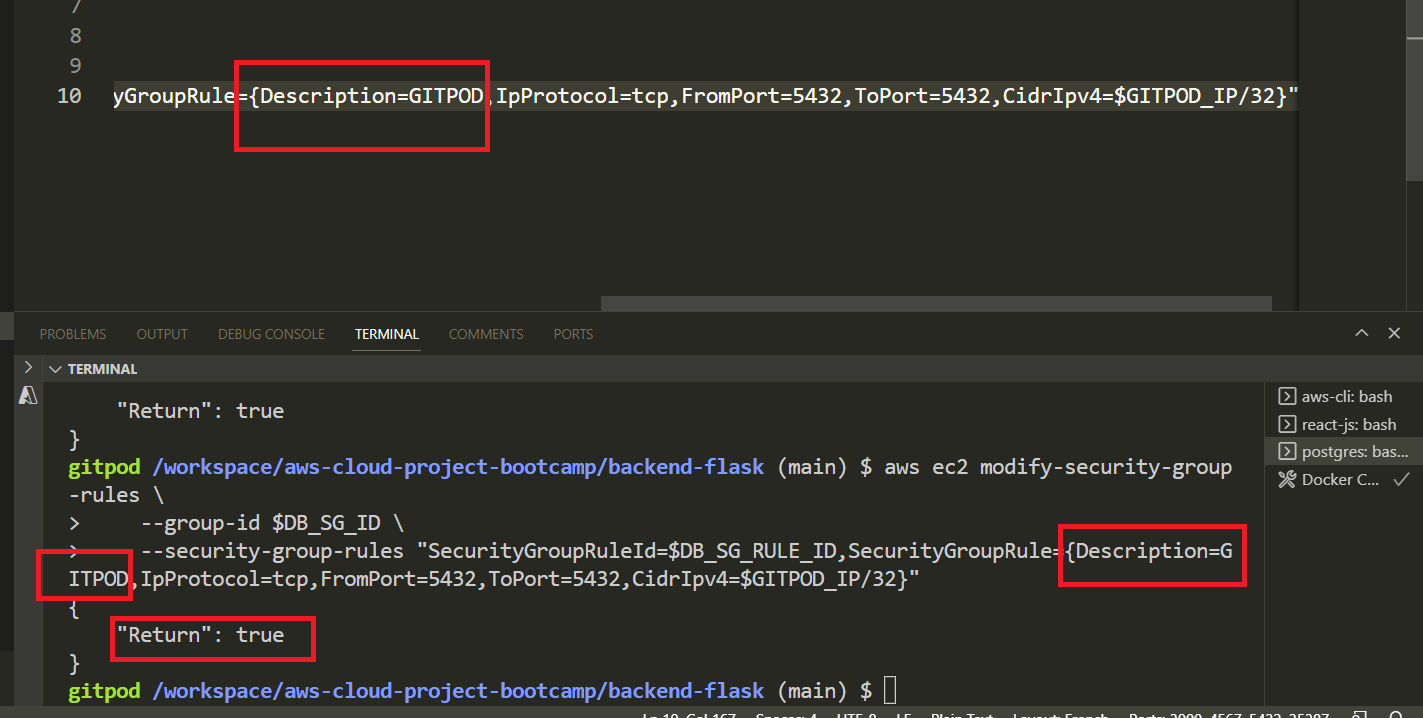 7
8
9
10 yGroupRule={Description=GITPOD,IpProtocol=tcp,FromPort=5432,ToPort=5432,CidrIpv4=$GITPOD_IP/32}"
PROBLEMS OUTPUT DEBUG CONSOLE TERMINAL COMMENTS PORTS
TERMINAL
"Return": true
}
gitpod /workspace/aws-cloud-project-bootcamp/backend-flask (main) $ aws ec2 modify-security-group
-rules \
> --group-id $DB_SG_ID \
> --security-group-rules "SecurityGroupRuleId=$DB_SG_RULE_ID,SecurityGroupRule={Description=G
ITPOD,IpProtocol=tcp,FromPort=5432,ToPort=5432,CidrIpv4=$GITPOD_IP/32}"
{
"Return": true
}
gitpod /workspace/aws-cloud-project-bootcamp/backend-flask (main) $
aws-cli: bash
react-js: bash
postgres: bas...
Docker C...